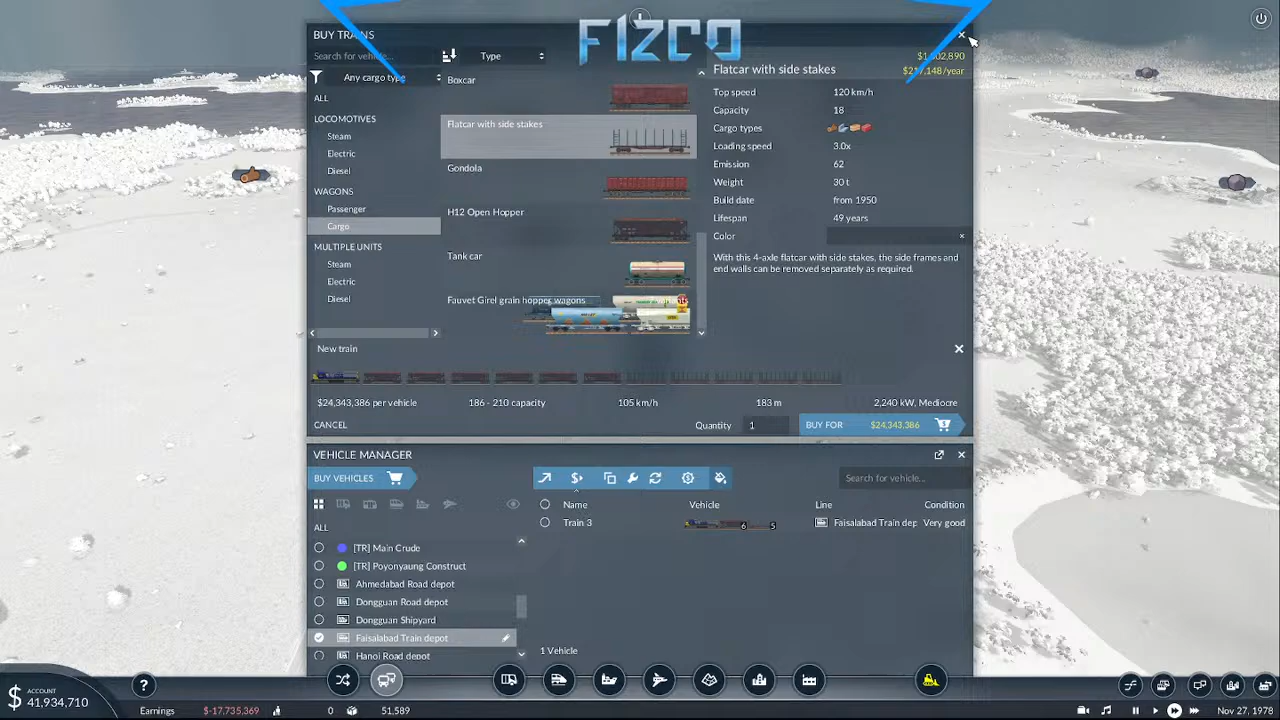 FIZCO
BUY TRAINS
Search for vehic...
Type
Any cargo type
ALL
LOCOMOTIVES
Steam
Electric
Diesel
WAGONS
Passenger
Cargo
MULTIPLE UNITS
Steam
Electric
Diesel
Boxcar
Flatcar with side stakes
Gondola
H12 Open Hopper
Tank car
Fauvet Girel grain hopper wagons
Flatcar with side stakes
Top speed 120 km/h
Capacity 18
Cargo types
Loading speed 3.0x
Emission 62
Weight 30 t
Build date from 1950
Lifespan 49 years
Color
With this 4-axle flatcar with side stakes, the side frames and
end walls can be removed separately as required.
New train
$24,343,386 per vehicle 186 - 210 capacity 105 km/h 183 m 2,240 kW, Mediocre
CANCEL Quantity 1 BUY FOR $24,343,386
VEHICLE MANAGER
BUY VEHICLES
Search for vehicle...
ALL
[TR] Main Crude
[TR] Poyonyaung Construct
Ahmedabad Road depot
Dongguan Road depot
Dongguan Shipyard
Faisalabad Train depot
Hanoi Road depot
Name Vehicle Line Condition
Train 3 6 5 Faisalabad Train dep Very good
1 Vehicle
$ ACCOUNT
41,934,710
?
Earnings $-17,735,369 0 51,589
Nov 27, 1978